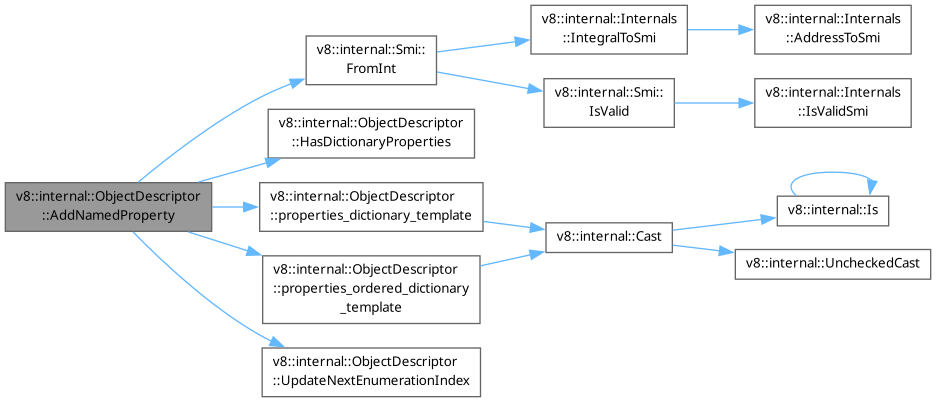 v8::internal::ObjectDescriptor
::AddNamedProperty
v8::internal::Smi::
FromInt
v8::internal::Internals
::IntegralToSmi
v8::internal::Internals
::AddressToSmi
v8::internal::Smi::
IsValid
v8::internal::Internals
::IsValidSmi
v8::internal::ObjectDescriptor
::HasDictionaryProperties
v8::internal::ObjectDescriptor
::properties_dictionary_template
v8::internal::Cast
v8::internal::Is
v8::internal::UncheckedCast
v8::internal::ObjectDescriptor
::properties_ordered_dictionary
_template
v8::internal::ObjectDescriptor
::UpdateNextEnumerationIndex